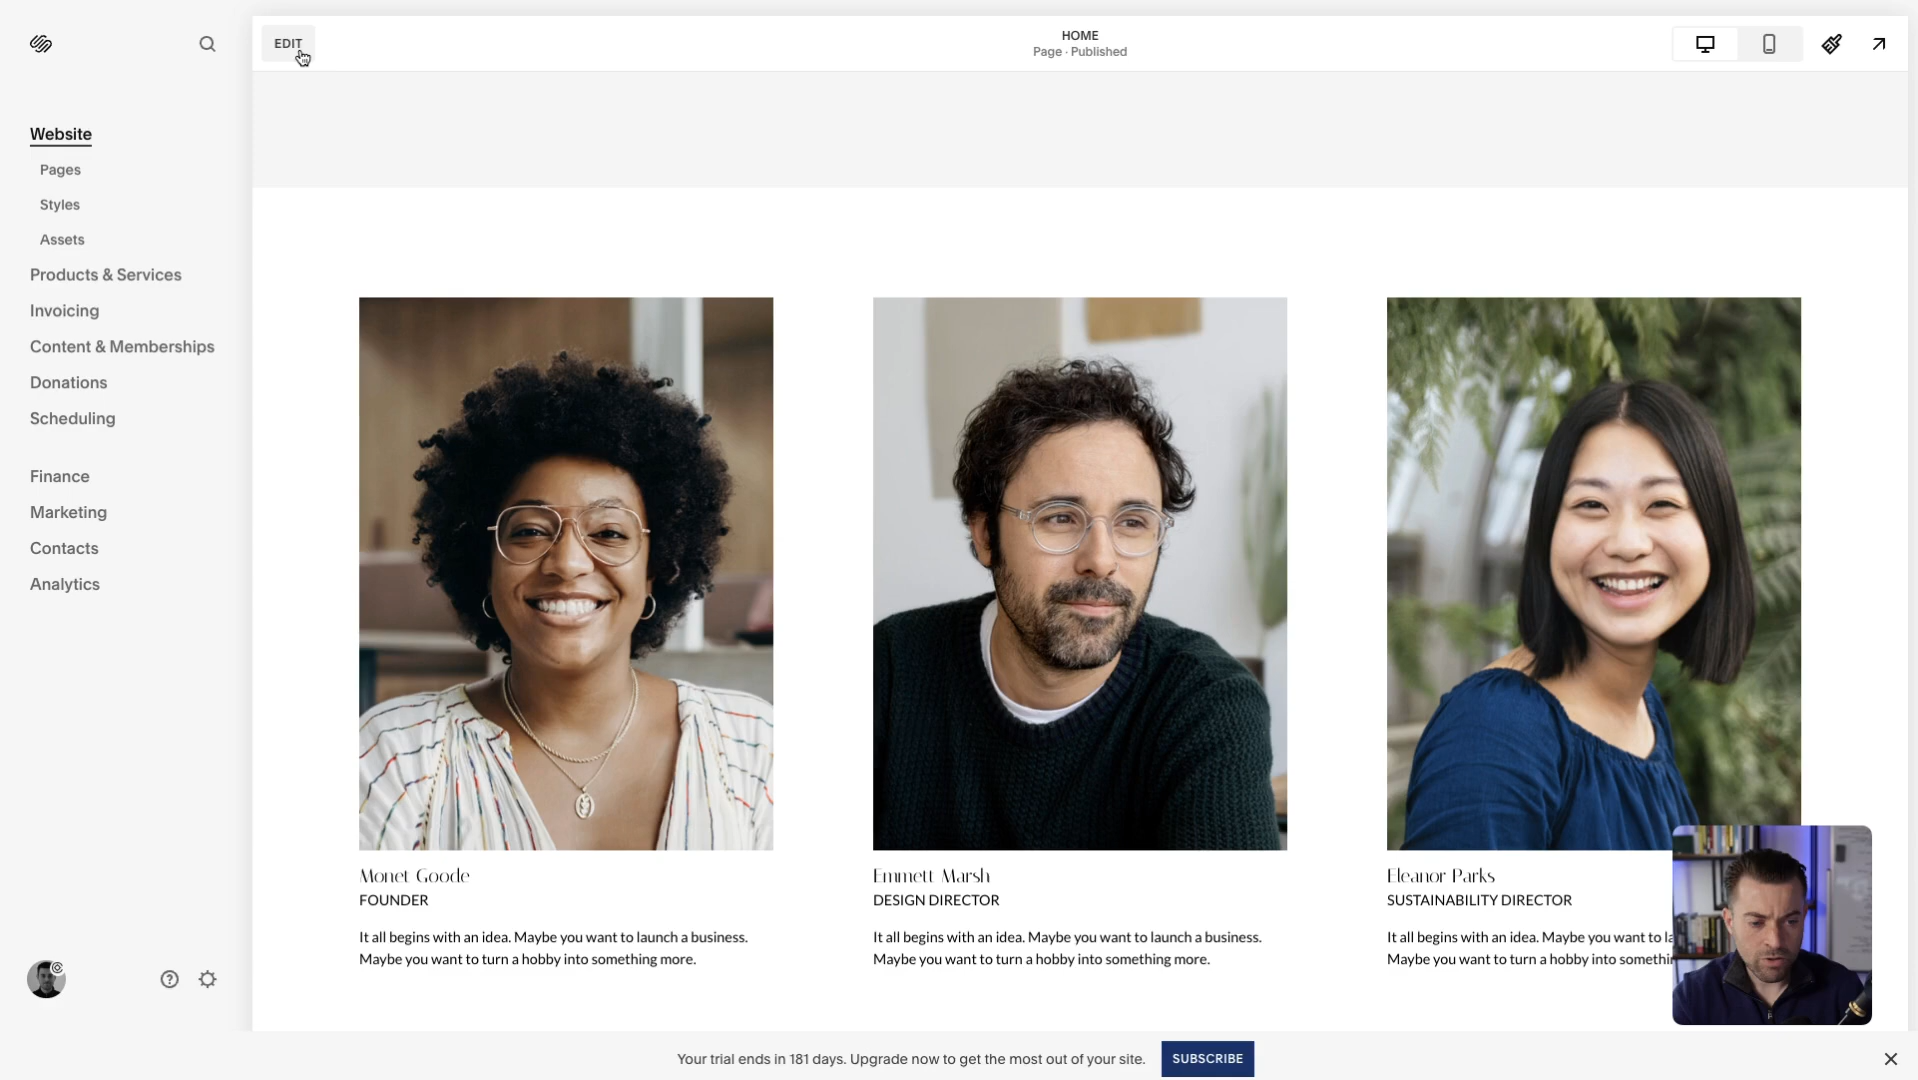 EDIT
HOME
Page · Published
Website
Pages
Styles
Assets
Products & Services
Invoicing
Content & Memberships
Donations
Scheduling
Finance
Marketing
Contacts
Analytics
Monet Goode
FOUNDER
It all begins with an idea. Maybe you want to launch a business.
Maybe you want to turn a hobby into something more.
Emmett Marsh
DESIGN DIRECTOR
It all begins with an idea. Maybe you want to launch a business.
Maybe you want to turn a hobby into something more.
Eleanor Parks
SUSTAINABILITY DIRECTOR
It all begins with an idea. Maybe you want to
Maybe you want to turn a hobby into
Your trial ends in 181 days. Upgrade now to get the most out of your site.
SUBSCRIBE